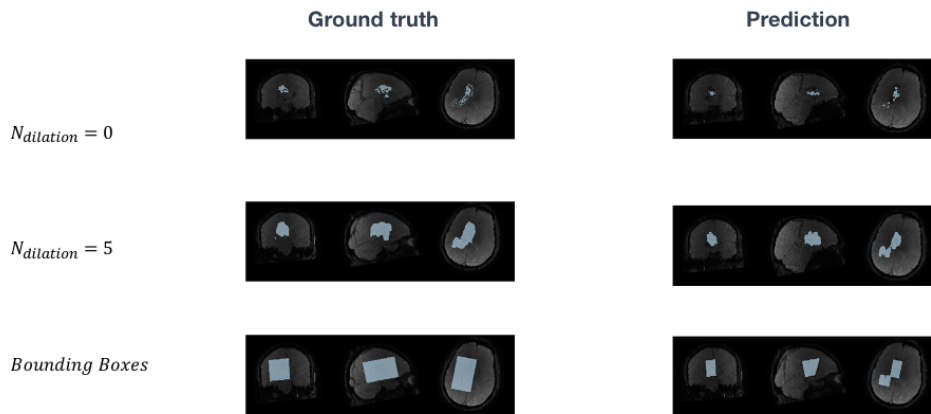 Ground truth Prediction
N_dilation = 0
N_dilation = 5
Bounding Boxes